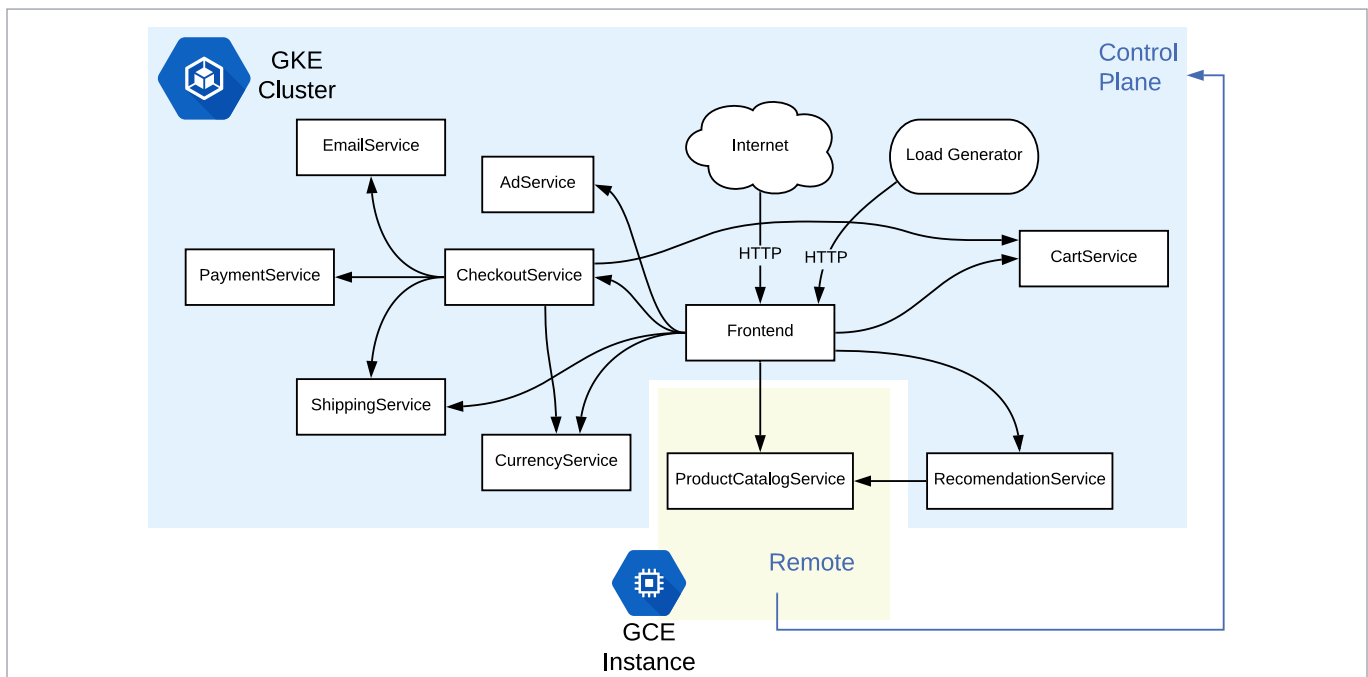 GKE
Cluster
Control
Plane
EmailService
AdService
Internet
Load Generator
PaymentService
CheckoutService
HTTP
HTTP
CartService
Frontend
ShippingService
CurrencyService
ProductCatalogService
RecomendationService
Remote
GCE
Instance